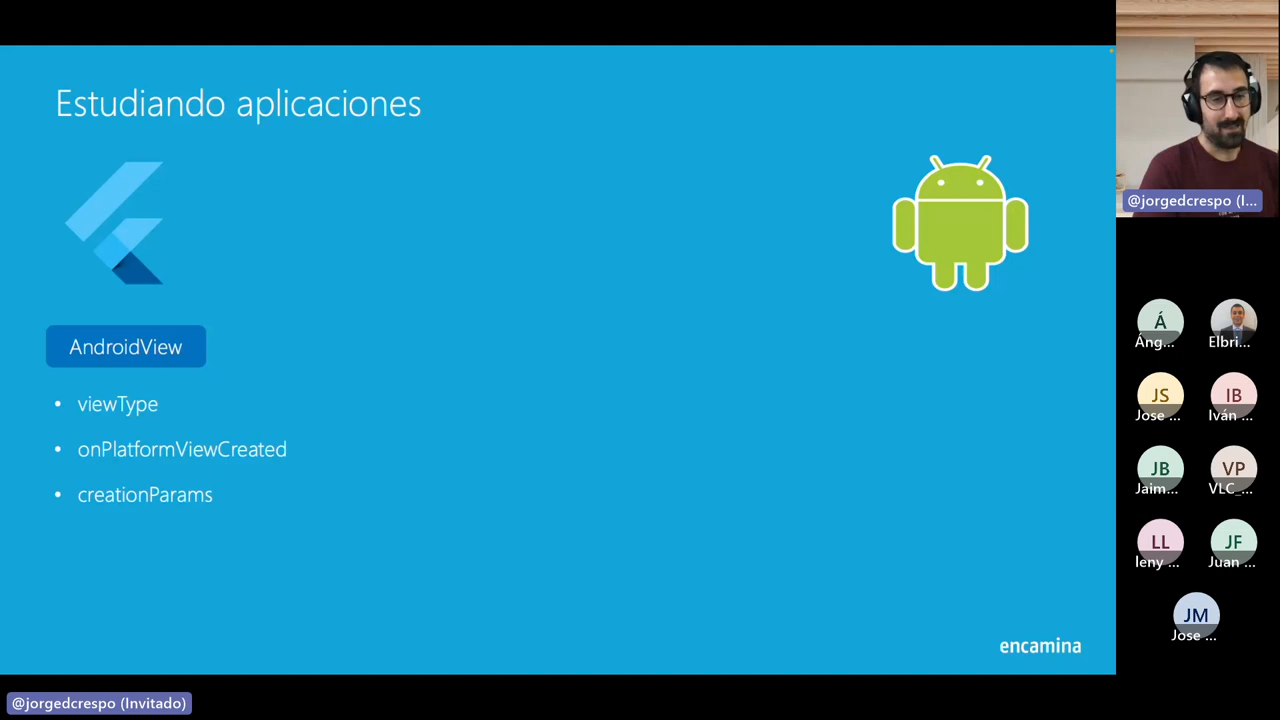 Estudiando aplicaciones
AndroidView
• viewType
• onPlatformViewCreated
• creationParams
encamina
@jorgedcrespo (Invitado)
@jorgedcrespo (I...
Á
Áng...
Elbri...
JS
Jose ...
IB
Iván ...
JB
Jaim...
VP
VLC_...
LL
leny ...
JF
Juan ...
JM
Jose ...